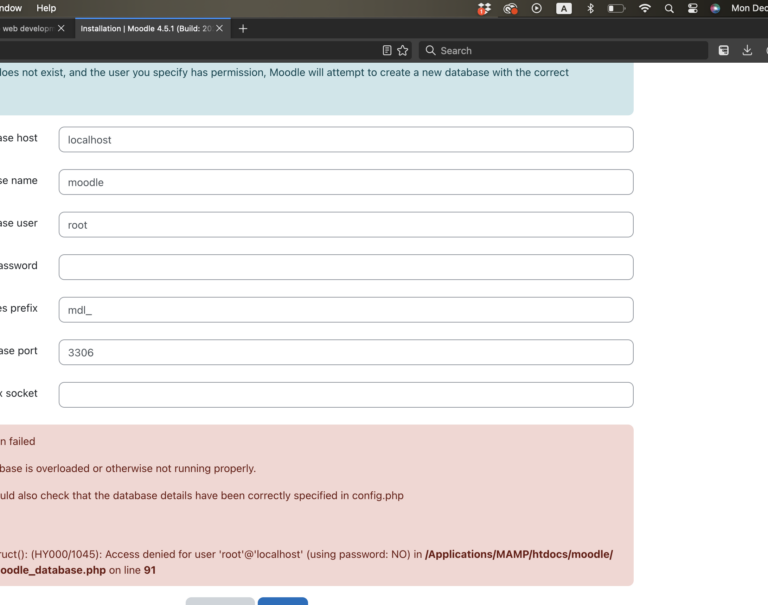 ndow Help
A
Mon Dec
web developm
Installation | Moodle 4.5.1 (Build: 20
Search
oes not exist, and the user you specify has permission, Moodle will attempt to create a new database with the correct
ase host localhost
se name moodle
ase user root
assword
es prefix mdl_
ase port 3306
x socket
n failed
base is overloaded or otherwise not running properly.
uld also check that the database details have been correctly specified in config.php
ruct(): (HY000/1045): Access denied for user 'root'@'localhost' (using password: NO) in /Applications/MAMP/htdocs/moodle/
oodle_database.php on line 91